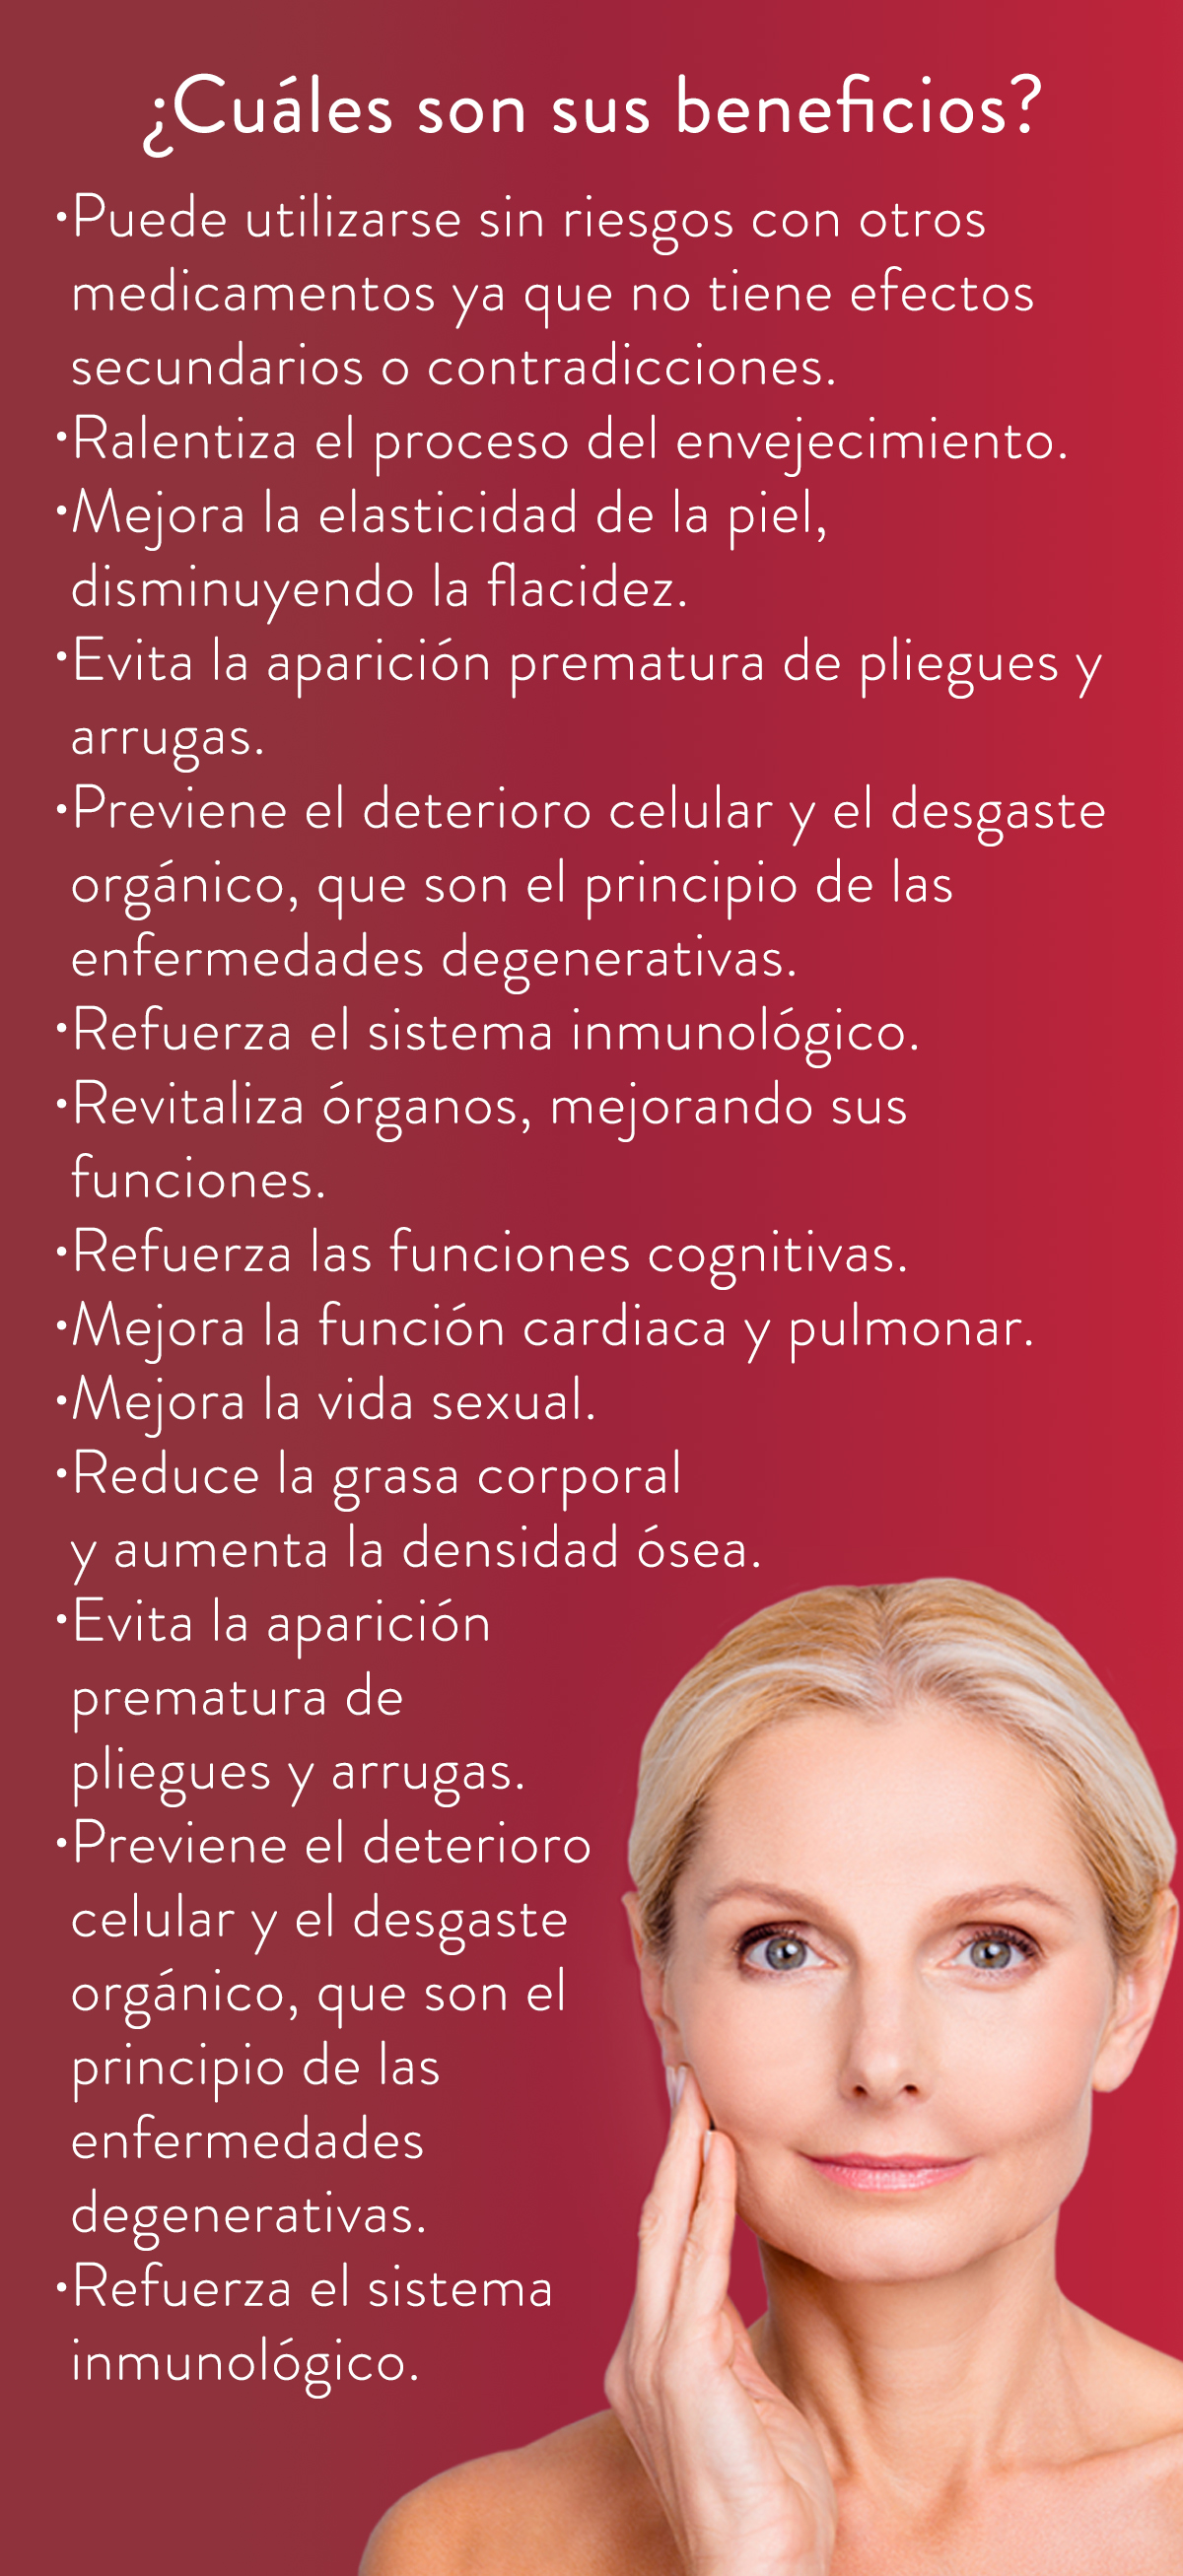 ¿Cuáles son sus beneficios?
•Puede utilizarse sin riesgos con otros
medicamentos ya que no tiene efectos
secundarios o contradicciones.
•Ralentiza el proceso del envejecimiento.
•Mejora la elasticidad de la piel,
disminuyendo la flacidez.
•Evita la aparición prematura de pliegues y
arrugas.
•Previene el deterioro celular y el desgaste
orgánico, que son el principio de las
enfermedades degenerativas.
•Refuerza el sistema inmunológico.
•Revitaliza órganos, mejorando sus
funciones.
•Refuerza las funciones cognitivas.
•Mejora la función cardiaca y pulmonar.
•Mejora la vida sexual.
•Reduce la grasa corporal
y aumenta la densidad ósea.
•Evita la aparición
prematura de
pliegues y arrugas.
•Previene el deterioro
celular y el desgaste
orgánico, que son el
principio de las
enfermedades
degenerativas.
•Refuerza el sistema
inmunológico.